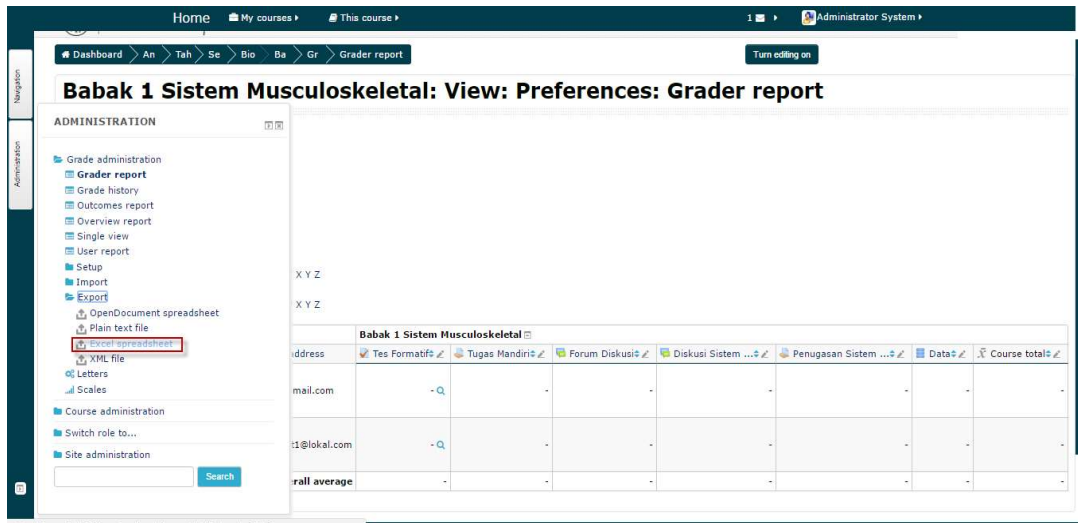 Home My courses This course 1 Administrator System
Dashboard An Tah Se Bio Ba Gr Grader report Turn editing on
Navigation
Administration
Babak 1 Sistem Musculoskeletal: View: Preferences: Grader report
ADMINISTRATION
Grade administration
Grader report
Grade history
Outcomes report
Overview report
Single view
User report
Setup
Import
Export
OpenDocument spreadsheet
Plain text file
Excel spreadsheet
XML file
Letters
Scales
Course administration
Switch role to...
Site administration
Search
X Y Z
X Y Z
Babak 1 Sistem Musculoskeletal
ddress Tes Formatif Tugas Mandiri Forum Diskusi Diskusi Sistem ... Penugasan Sistem ... Data x̄ Course total
mail.com - - - - - - -
t1@lokal.com - - - - - - -
rall average - - - - - - -